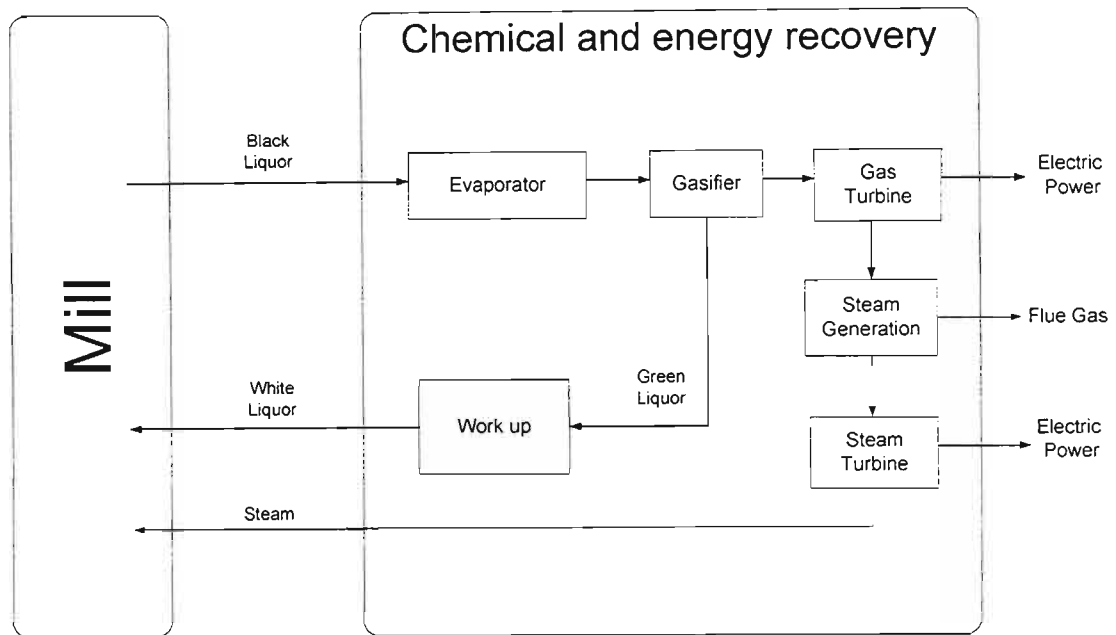 Chemical and energy recovery
Mill
Black
Liquor
Evaporator
Gasifier
Gas
Turbine
Electric
Power
Steam
Generation
Flue Gas
White
Liquor
Green
Liquor
Work up
Steam
Turbine
Electric
Power
Steam